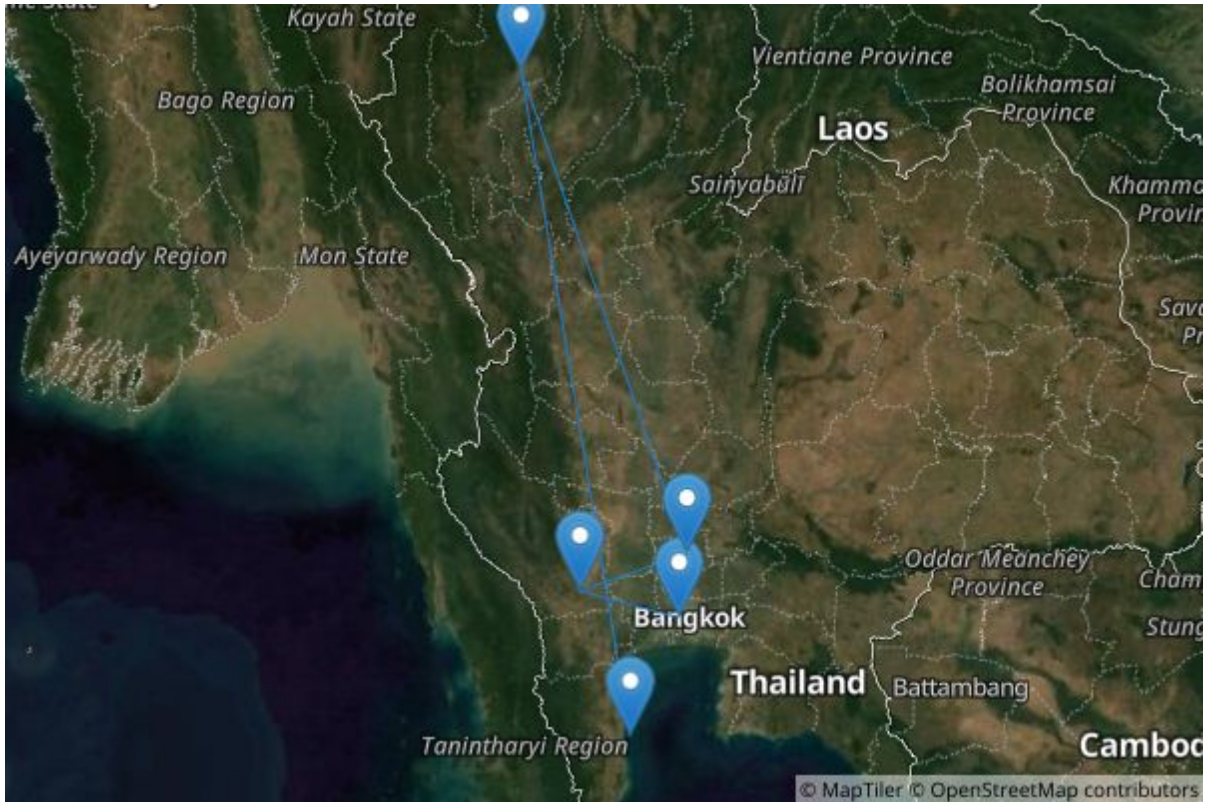 Kayah State
Vientiane Province
Bolikhamsai
Province
Bago Region
Laos
Sainyabuli
Ayeyarwady Region
Mon State
Oddar Meanchey
Province
Bangkok
Thailand
Battambang
Tanintharyi Region
© MapTiler © OpenStreetMap contributors